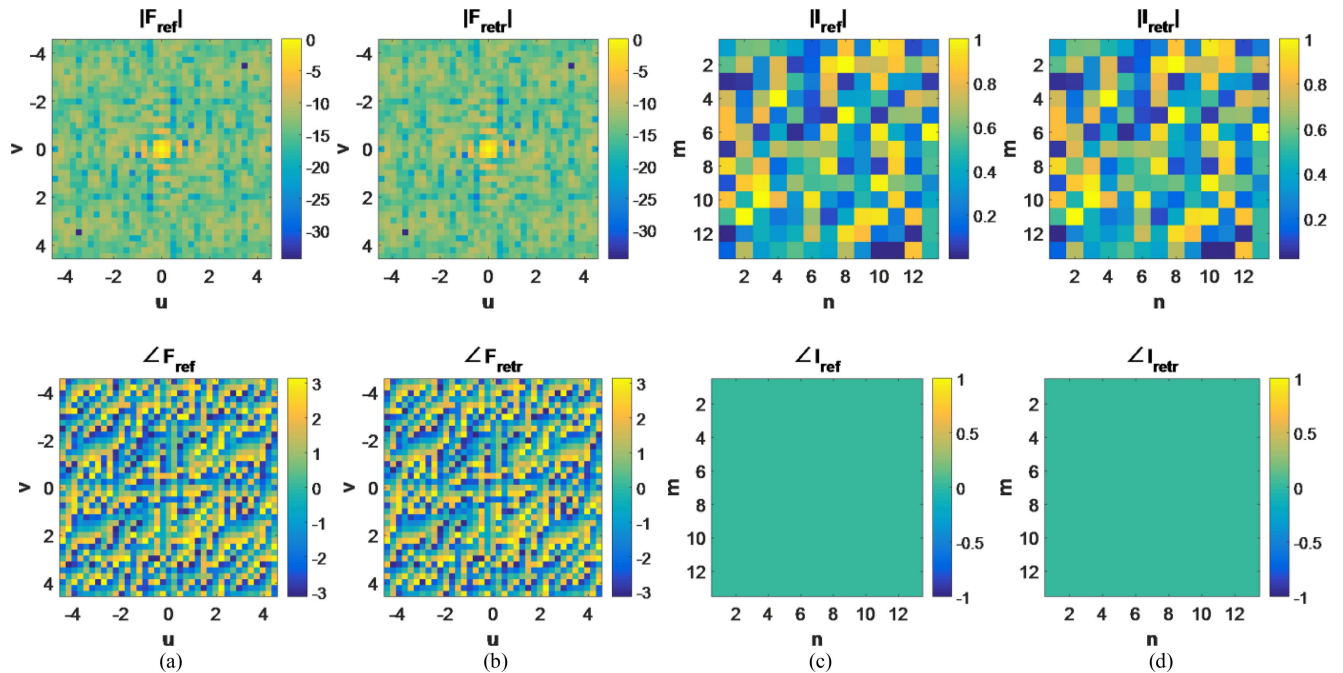 |F_ref|
-4
-2
0
2
4
v
-4 -2 0 2 4
u
0
-5
-10
-15
-20
-25
-30
|F_retr|
-4
-2
0
2
4
v
-4 -2 0 2 4
u
0
-5
-10
-15
-20
-25
-30
|I_ref|
2
4
6
8
10
12
m
2 4 6 8 10 12
n
1
0.8
0.6
0.4
0.2
|I_retr|
2
4
6
8
10
12
m
2 4 6 8 10 12
n
1
0.8
0.6
0.4
0.2
∠F_ref
-4
-2
0
2
4
v
-4 -2 0 2 4
u
3
2
1
0
-1
-2
-3
(a)
∠F_retr
-4
-2
0
2
4
v
-4 -2 0 2 4
u
3
2
1
0
-1
-2
-3
(b)
∠I_ref
2
4
6
8
10
12
m
2 4 6 8 10 12
n
1
0.5
0
-0.5
-1
(c)
∠I_retr
2
4
6
8
10
12
m
2 4 6 8 10 12
n
1
0.5
0
-0.5
-1
(d)